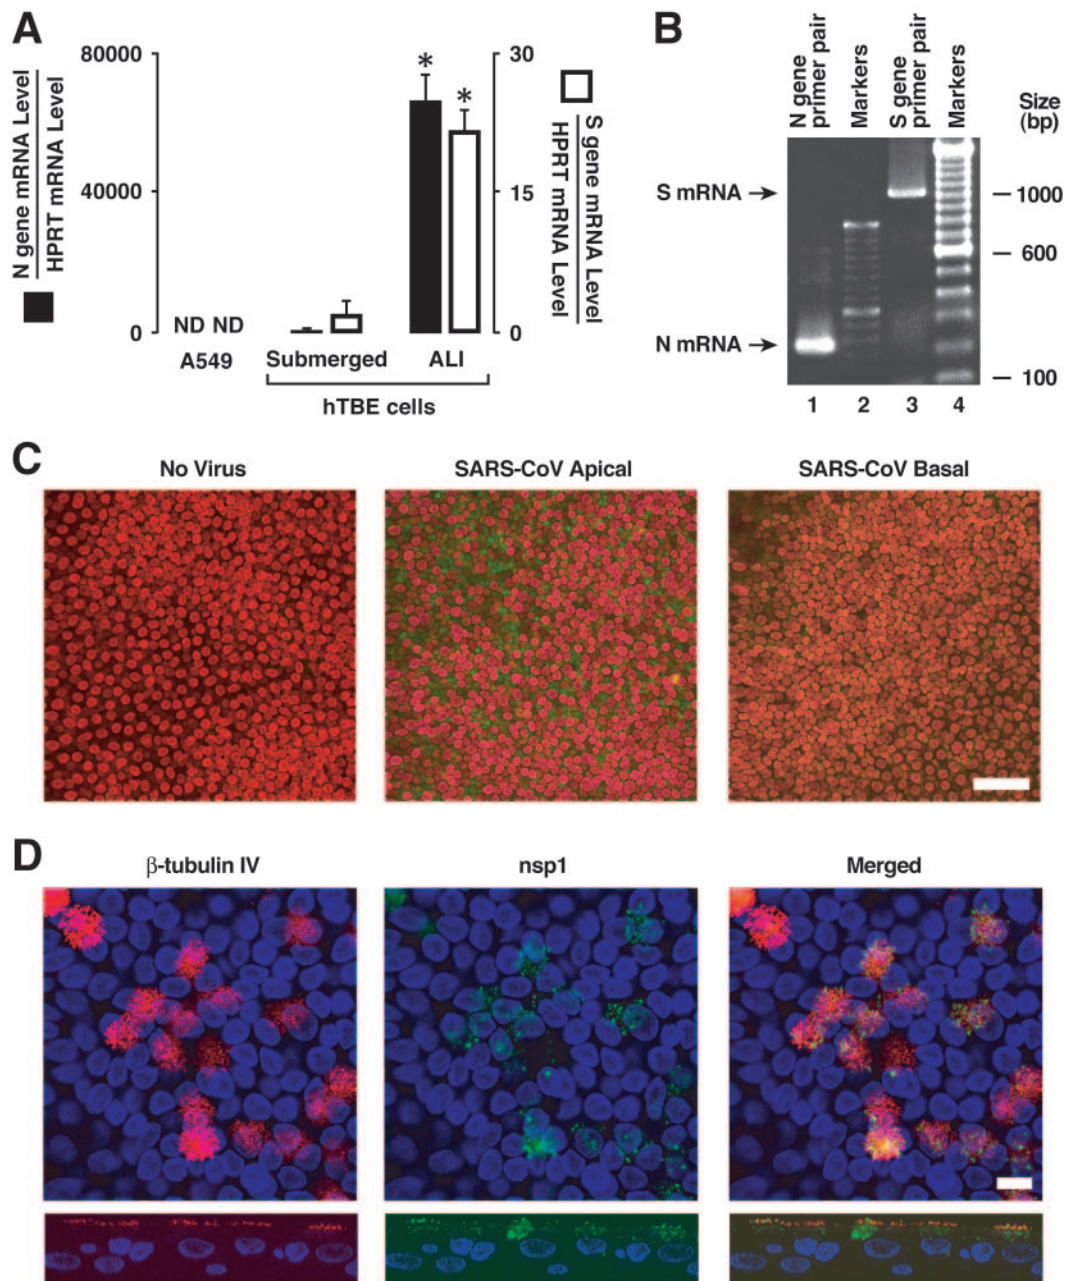 A
80000
40000
0
N gene mRNA Level
HPRT mRNA Level
30
15
0
S gene mRNA Level
HPRT mRNA Level
*
*
ND ND
A549
Submerged
ALI
hTBE cells
B
N gene
primer pair
Markers
S gene
primer pair
Markers
Size
(bp)
S mRNA
N mRNA
1000
600
100
1
2
3
4
C
No Virus
SARS-CoV Apical
SARS-CoV Basal
D
β-tubulin IV
nsp1
Merged